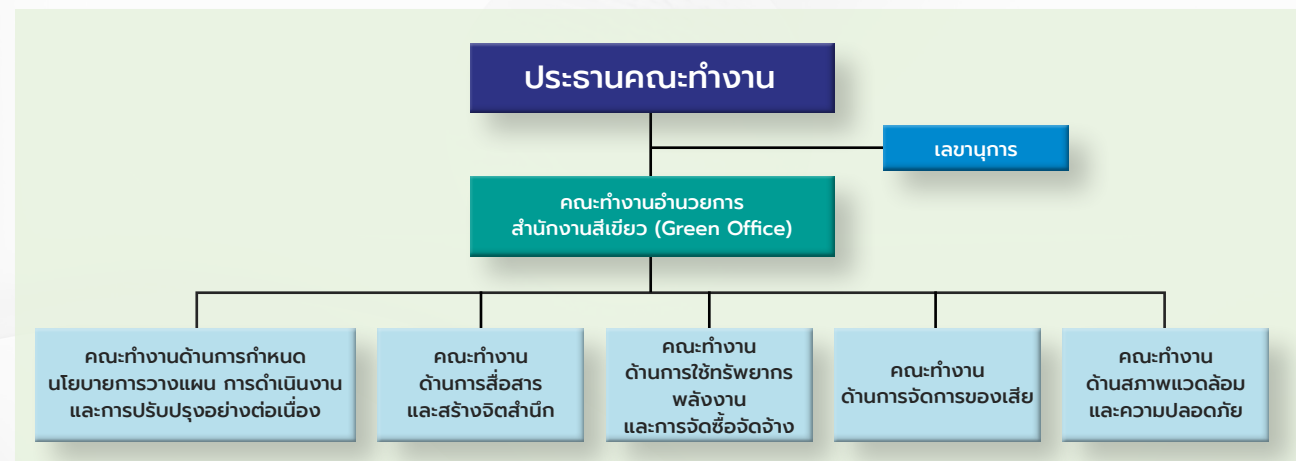 ประธานคณะทำงาน
เลขานุการ
คณะทำงานอำนวยการ
สำนักงานสีเขียว (Green Office)
คณะทำงานด้านการกำหนด
นโยบายการวางแผน การดำเนินงาน
และการปรับปรุงอย่างต่อเนื่อง
คณะทำงาน
ด้านการสื่อสาร
และสร้างจิตสำนึก
คณะทำงาน
ด้านการใช้ทรัพยากร
พลังงาน
และการจัดซื้อจัดจ้าง
คณะทำงาน
ด้านการจัดการของเสีย
คณะทำงาน
ด้านสภาพแวดล้อม
และความปลอดภัย